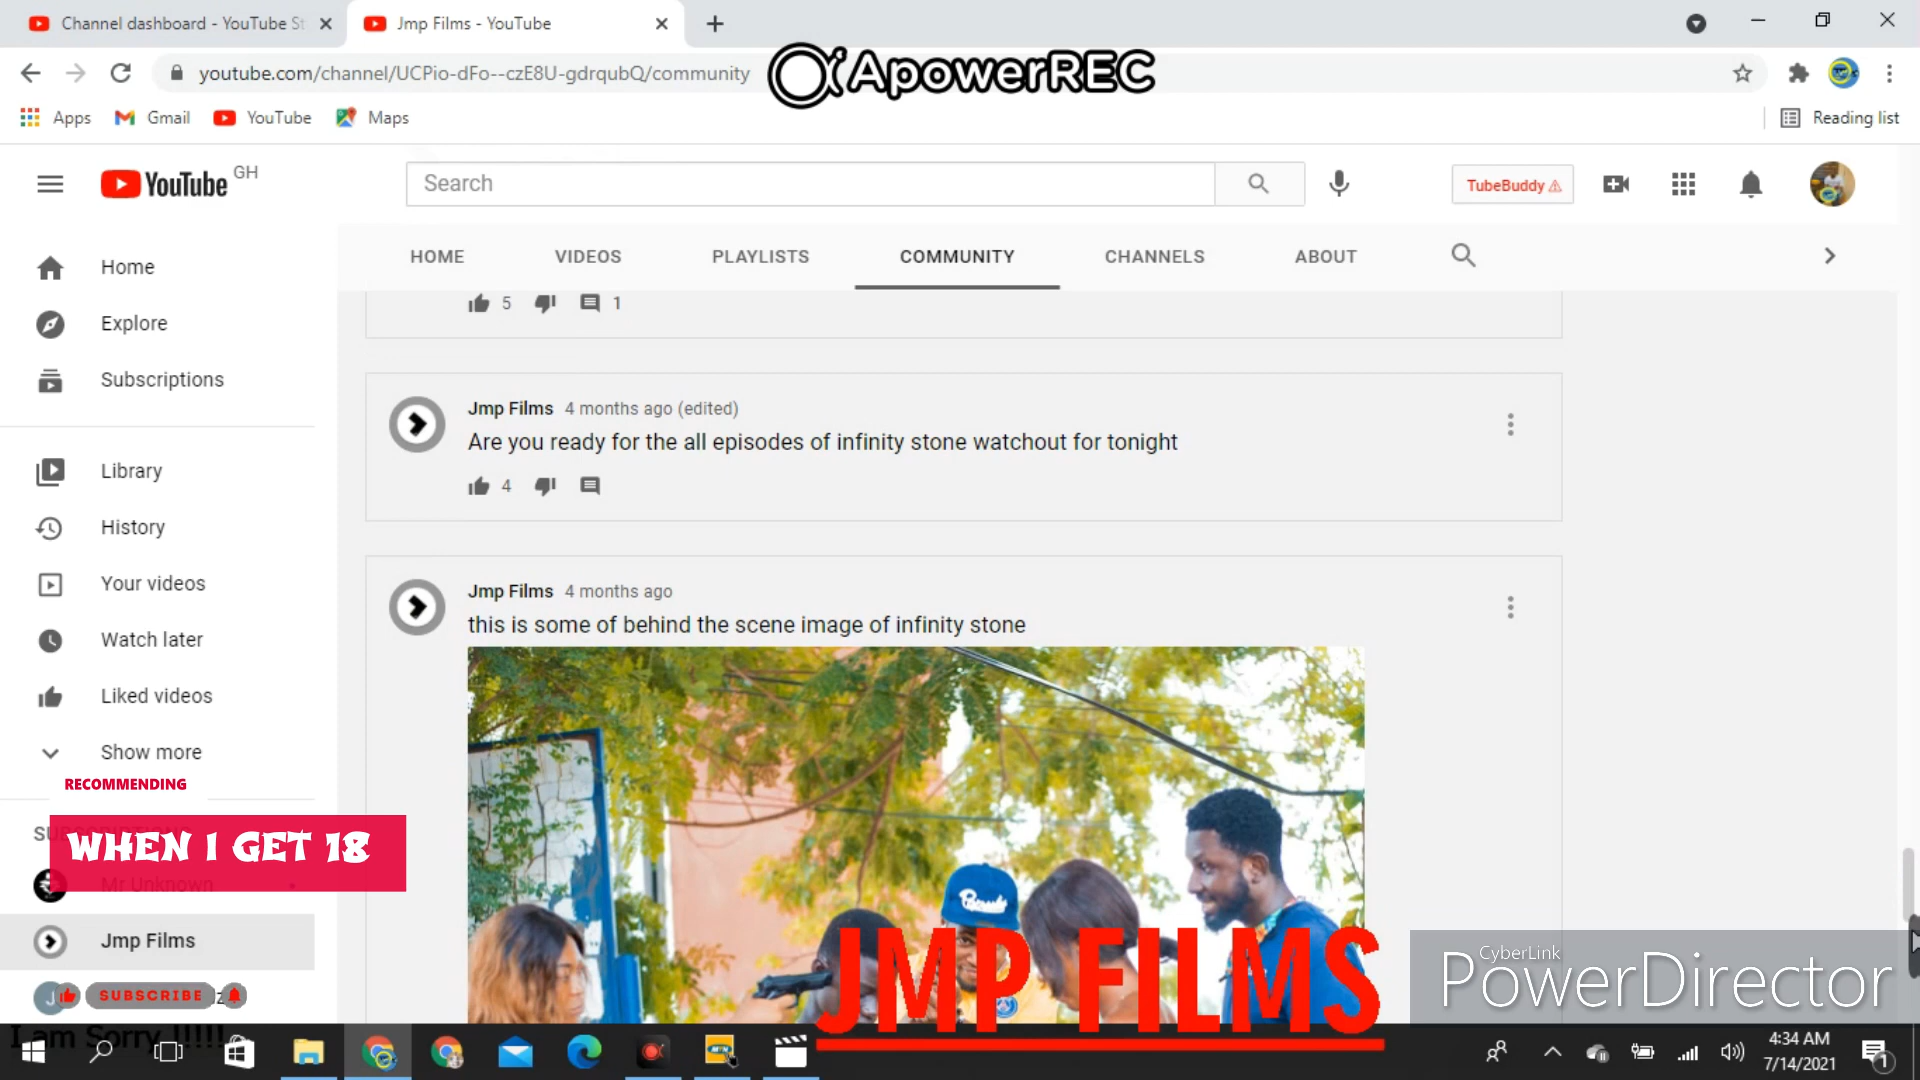 Channel dashboard - YouTube St
Jmp Films - YouTube
youtube.com/channel/UCPio-dFo--czE8U-gdrqubQ/community
ApowerREC
Apps
Gmail
YouTube
Maps
Reading list
YouTube
GH
Search
TubeBuddy
HOME
VIDEOS
PLAYLISTS
COMMUNITY
CHANNELS
ABOUT
Home
Explore
Subscriptions
Library
History
Your videos
Watch later
Liked videos
Show more
RECOMMENDING
WHEN I GET 18
Mr Unknown
Jmp Films
SUBSCRIBE
I am Sorry !!!!!
5
1
Jmp Films 4 months ago (edited)
Are you ready for the all episodes of infinity stone watchout for tonight
4
Jmp Films 4 months ago
this is some of behind the scene image of infinity stone
JMP FILMS
CyberLink
PowerDirector
4:34 AM
7/14/2021
1